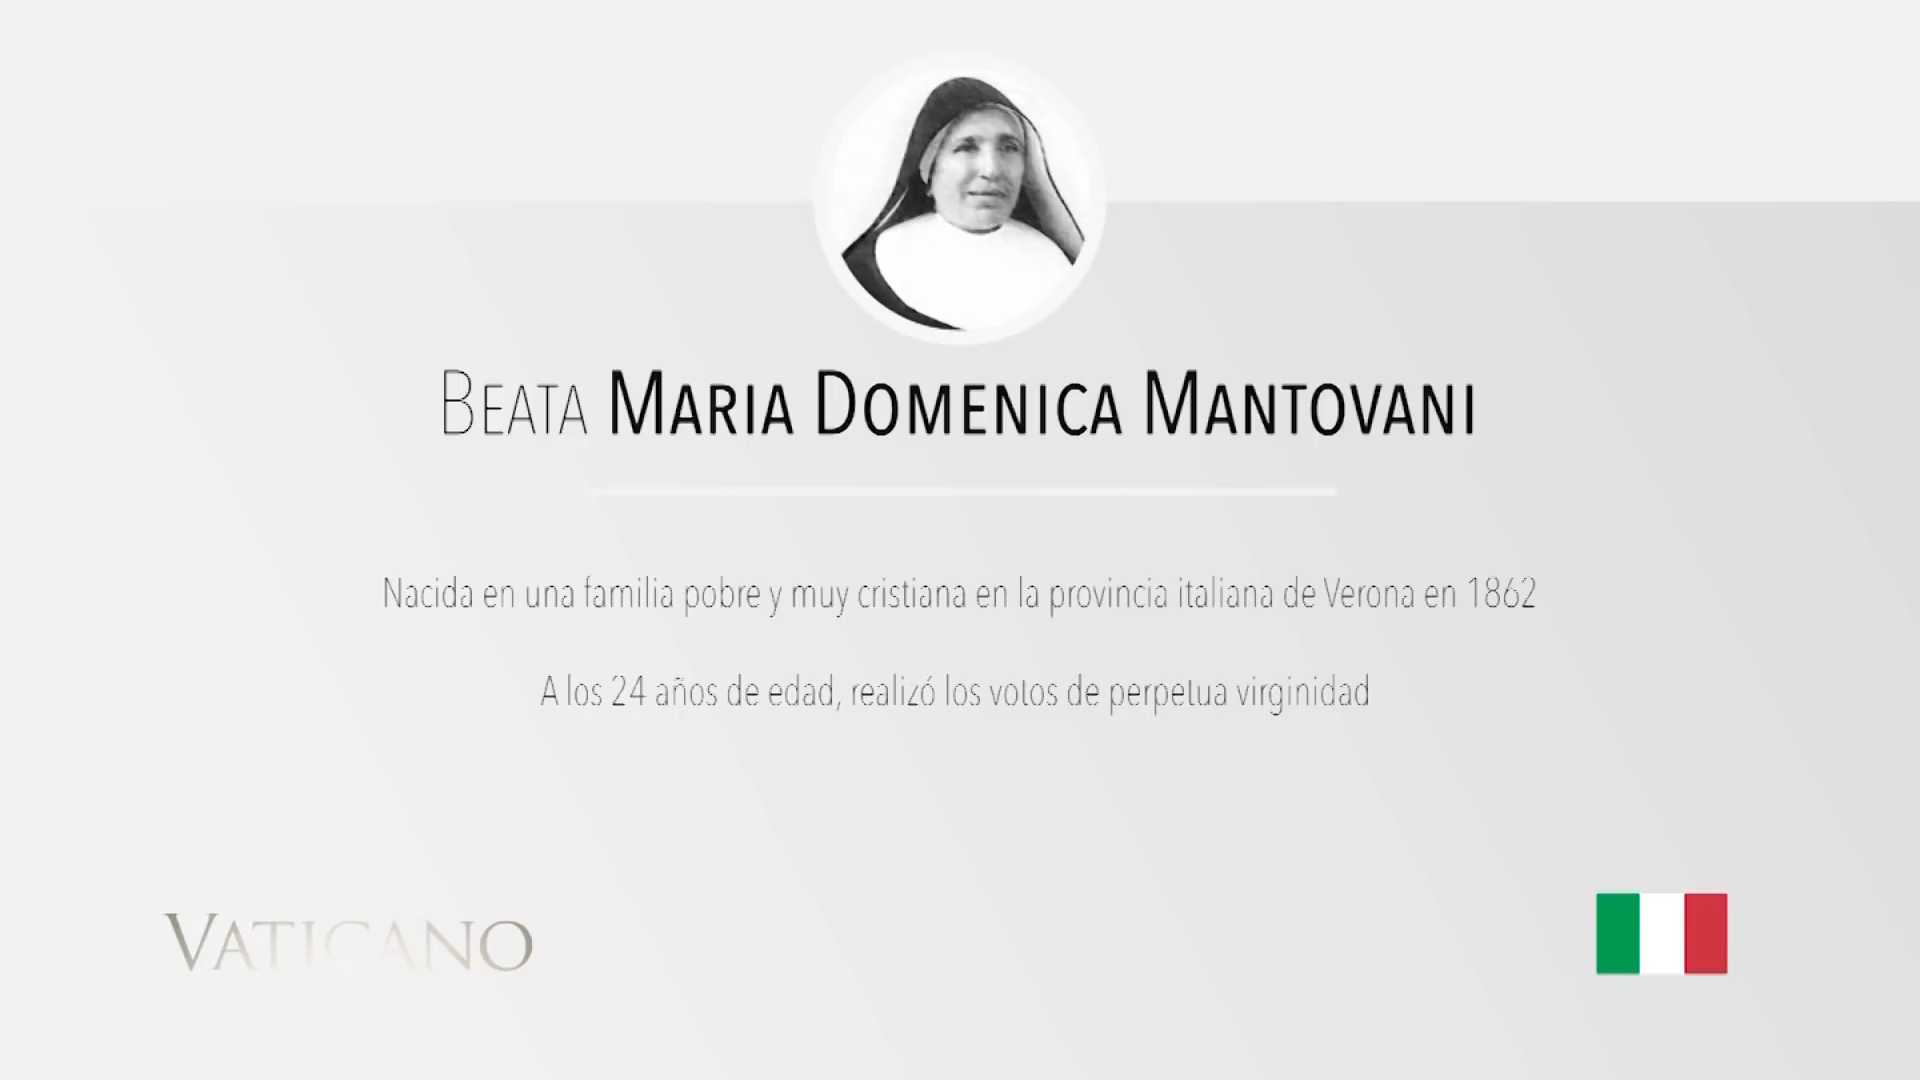 BEATA MARIA DOMENICA MANTOVANI
Nacida en una familia pobre y muy cristiana en la provincia italiana de Verona en 1862
A los 24 años de edad, realizó los votos de perpetua virginidad
VATICANO